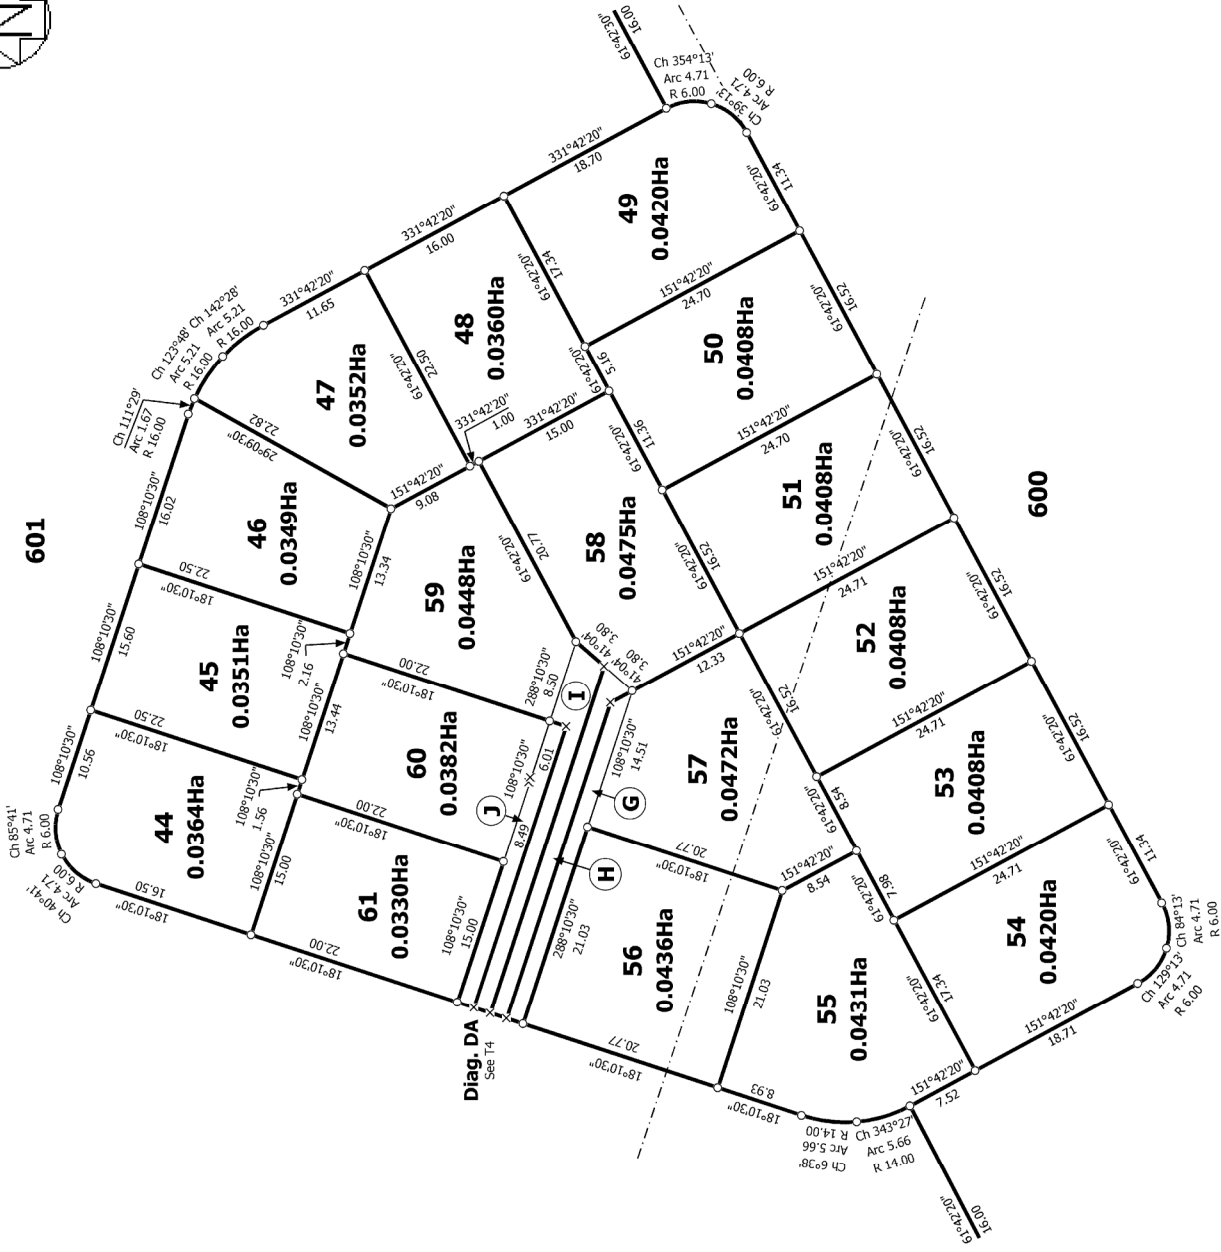 N
61°42'30"
16.00
Ch 354°13'
Arc 4.71
R 6.00
Ch 39°13'
Arc 4.71
R 6.00
331°42'20"
18.70
49
0.0420Ha
61°42'20"
11.34
331°42'20"
16.00
61°42'20"
17.34
48
0.0360Ha
151°42'20"
24.70
50
0.0408Ha
61°42'20"
16.52
Ch 123°48'
Arc 5.21
R 16.00
Ch 142°28'
Arc 5.21
R 16.00
331°42'20"
11.65
47
0.0352Ha
61°42'20"
22.50
61°42'20"
5.16
Ch 111°29'
Arc 1.67
R 16.00
29°09'30"
22.82
331°42'20"
1.00
331°42'20"
15.00
61°42'20"
11.36
151°42'20"
24.70
51
0.0408Ha
61°42'20"
16.52
600
601
108°10'30"
16.02
46
0.0349Ha
151°42'20"
9.08
108°10'30"
13.34
61°42'20"
20.77
58
0.0475Ha
61°42'20"
16.52
151°42'20"
24.71
52
0.0408Ha
61°42'20"
16.52
18°10'30"
22.50
108°10'30"
15.60
45
0.0351Ha
108°10'30"
2.16
59
0.0448Ha
41°04'
3.80
41°04'
3.80
151°42'20"
12.33
18°10'30"
22.00
288°10'30"
8.50
I
108°10'30"
13.44
18°10'30"
22.50
108°10'30"
10.56
44
0.0364Ha
108°10'30"
1.56
60
0.0382Ha
108°10'30"
6.01
J
8.49
108°10'30"
14.51
G
57
0.0472Ha
61°42'20"
16.52
151°42'20"
24.71
53
0.0408Ha
61°42'20"
16.52
Ch 85°41'
Arc 4.71
R 6.00
Ch 40°41'
Arc 4.71
R 6.00
18°10'30"
16.50
108°10'30"
15.00
18°10'30"
22.00
61
0.0330Ha
18°10'30"
22.00
108°10'30"
15.00
H
288°10'30"
21.03
18°10'30"
20.77
151°42'20"
8.54
61°42'20"
8.54
61°42'20"
7.98
151°42'20"
24.71
54
0.0420Ha
61°42'20"
11.34
Diag. DA
See T4
56
0.0436Ha
18°10'30"
20.77
108°10'30"
21.03
55
0.0431Ha
61°42'20"
17.34
Ch 84°13'
Arc 4.71
R 6.00
Ch 129°13'
Arc 4.71
R 6.00
151°42'20"
18.71
18°10'30"
8.93
Ch 6°38'
Arc 5.66
R 14.00
Ch 343°27'
Arc 5.66
R 14.00
151°42'20"
7.52
61°42'20"
16.00